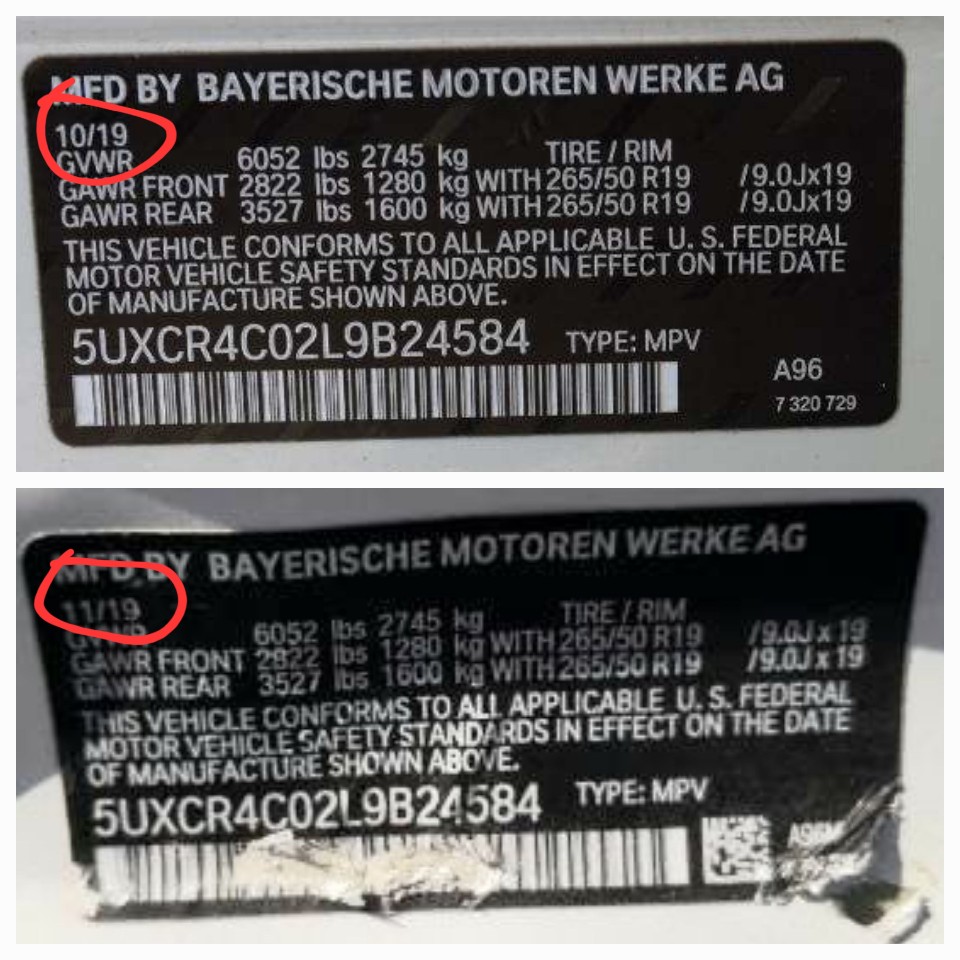 MFD BY BAYERISCHE MOTOREN WERKE AG
10/19
GVWR 6052 lbs 2745 kg TIRE / RIM
GAWR FRONT 2822 lbs 1280 kg WITH 265/50 R19 /9.0Jx19
GAWR REAR 3527 lbs 1600 kg WITH 265/50 R19 /9.0Jx19
THIS VEHICLE CONFORMS TO ALL APPLICABLE U. S. FEDERAL
MOTOR VEHICLE SAFETY STANDARDS IN EFFECT ON THE DATE
OF MANUFACTURE SHOWN ABOVE.
5UXCR4C02L9B24584 TYPE: MPV
A96
7 320 729
MFD BY BAYERISCHE MOTOREN WERKE AG
11/19
GVWR 6052 lbs 2745 kg TIRE / RIM
GAWR FRONT 2822 lbs 1280 kg WITH 265/50 R19 /9.0J x 19
GAWR REAR 3527 lbs 1600 kg WITH 265/50 R19 /9.0J x 19
THIS VEHICLE CONFORMS TO ALL APPLICABLE U. S. FEDERAL
MOTOR VEHICLE SAFETY STANDARDS IN EFFECT ON THE DATE
OF MANUFACTURE SHOWN ABOVE.
5UXCR4C02L9B24584 TYPE: MPV